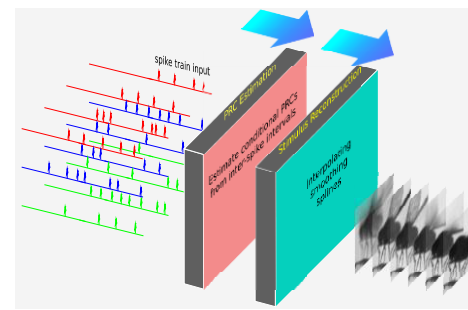 spike train input
PRC Estimation
Estimate conditional PRCs
from inter-spike intervals
Stimulus Reconstruction
Interpolating
smoothing
splines